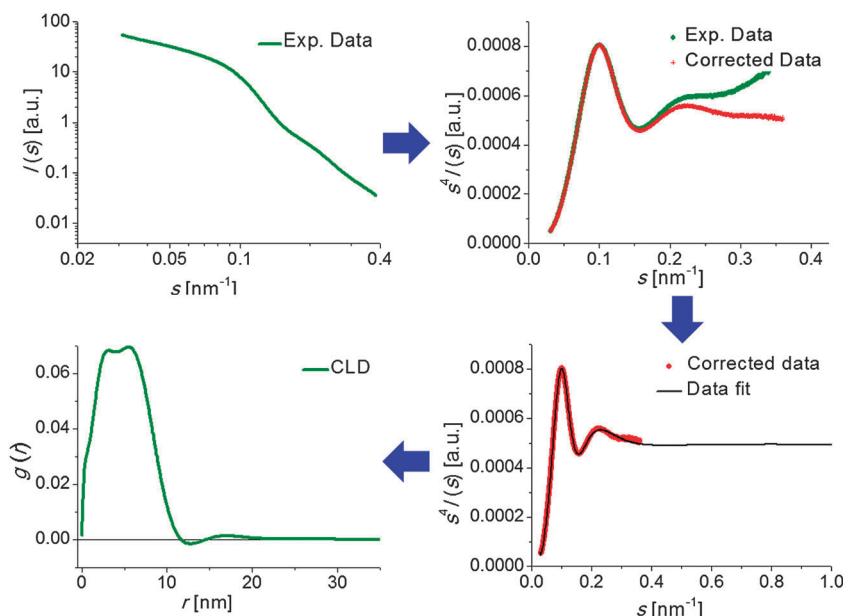 100
10
1
0.1
0.01
I(s) [a.u.]
Exp. Data
0.02
0.05
0.1
0.2
0.4
s [nm⁻¹]
0.0008
0.0006
0.0004
0.0002
0.0000
s⁴I(s) [a.u.]
Exp. Data
Corrected Data
0.0
0.1
0.2
0.3
0.4
s [nm⁻¹]
0.06
0.04
0.02
0.00
g(r)
CLD
0
10
20
30
r [nm]
0.0008
0.0006
0.0004
0.0002
0.0000
s⁴I(s) [a.u.]
Corrected data
Data fit
0.0
0.2
0.4
0.6
0.8
1.0
s [nm⁻¹]